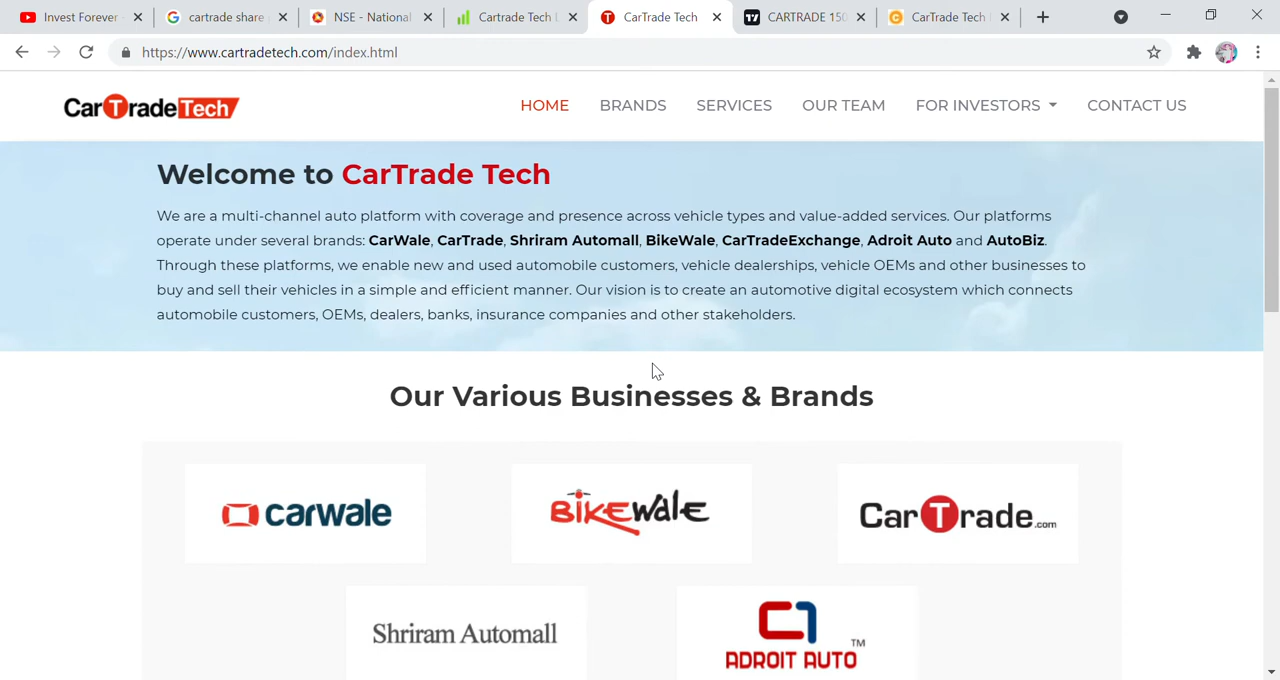 Invest Forever
cartrade share
NSE - National
Cartrade Tech
CarTrade Tech
CARTRADE 150
CarTrade Tech
https://www.cartradetech.com/index.html
CarTradeTech
HOME
BRANDS
SERVICES
OUR TEAM
FOR INVESTORS
CONTACT US
Welcome to CarTrade Tech
We are a multi-channel auto platform with coverage and presence across vehicle types and value-added services. Our platforms
operate under several brands: CarWale, CarTrade, Shriram Automall, BikeWale, CarTradeExchange, Adroit Auto and AutoBiz.
Through these platforms, we enable new and used automobile customers, vehicle dealerships, vehicle OEMs and other businesses to
buy and sell their vehicles in a simple and efficient manner. Our vision is to create an automotive digital ecosystem which connects
automobile customers, OEMs, dealers, banks, insurance companies and other stakeholders.
Our Various Businesses & Brands
carwale
BikeWale
CarTrade.com
Shriram Automall
ADROIT AUTO™